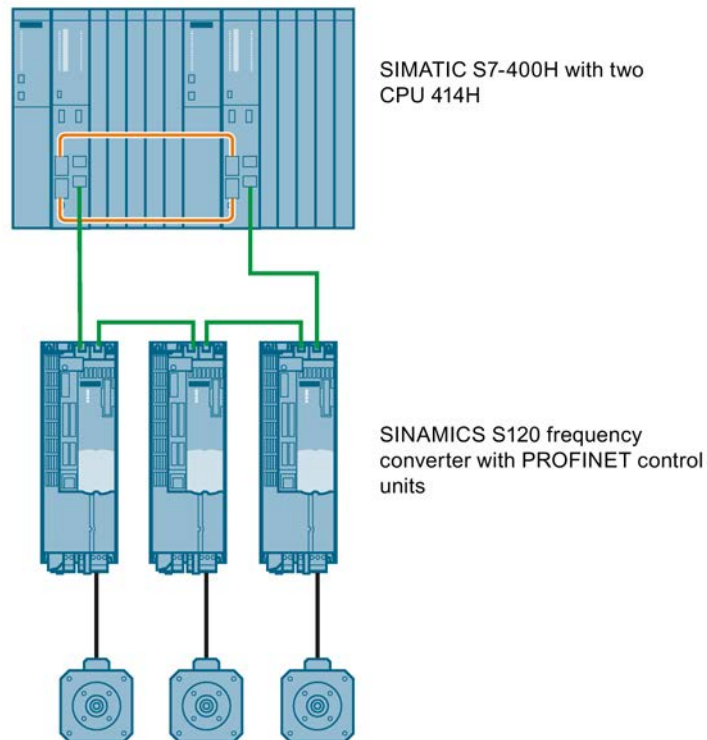 SIMATIC S7-400H with two
CPU 414H
SINAMICS S120 frequency
converter with PROFINET control
units